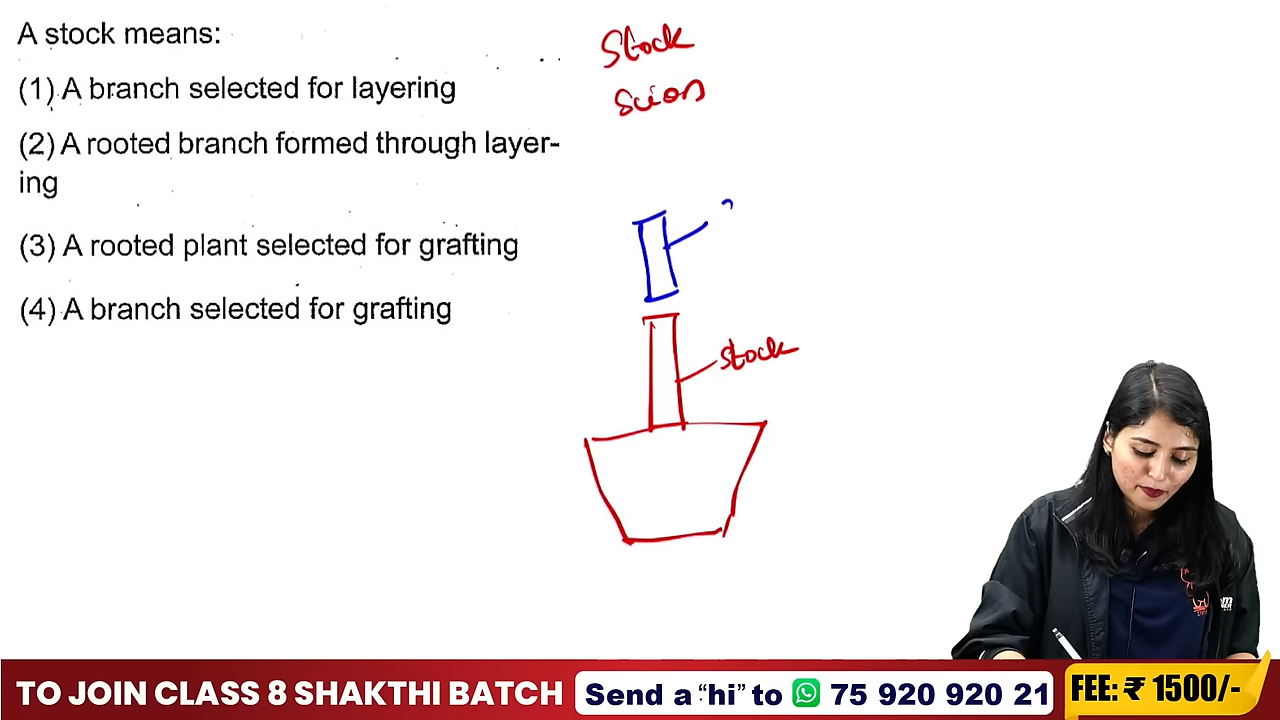 A stock means:
(1) A branch selected for layering
(2) A rooted branch formed through layer-
ing
(3) A rooted plant selected for grafting
(4) A branch selected for grafting
Stock
Scion
stock
TO JOIN CLASS 8 SHAKTHI BATCH
Send a “hi” to 75 920 920 21
FEE: ₹ 1500/-